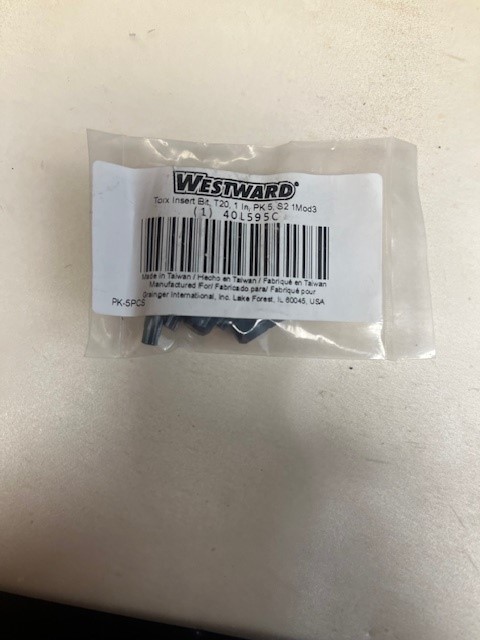 WESTWARD®
Torx Insert Bit, T20, 1 In, PK 5, S2 1Mod3
(1) 40L595C
Made in Taiwan / Hecho en Taiwan / Fabriqué en Taiwan
Manufactured For/ Fabricado para/ Fabriqué pour
Grainger International, Inc. Lake Forest, IL 60045, USA
PK-5PCS